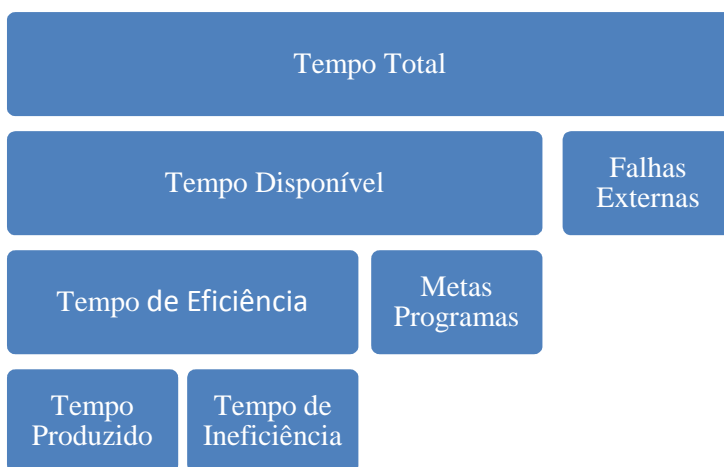 Tempo Total
Tempo Disponível
Falhas
Externas
Tempo de Eficiência
Metas
Programas
Tempo
Produzido
Tempo de
Ineficiência